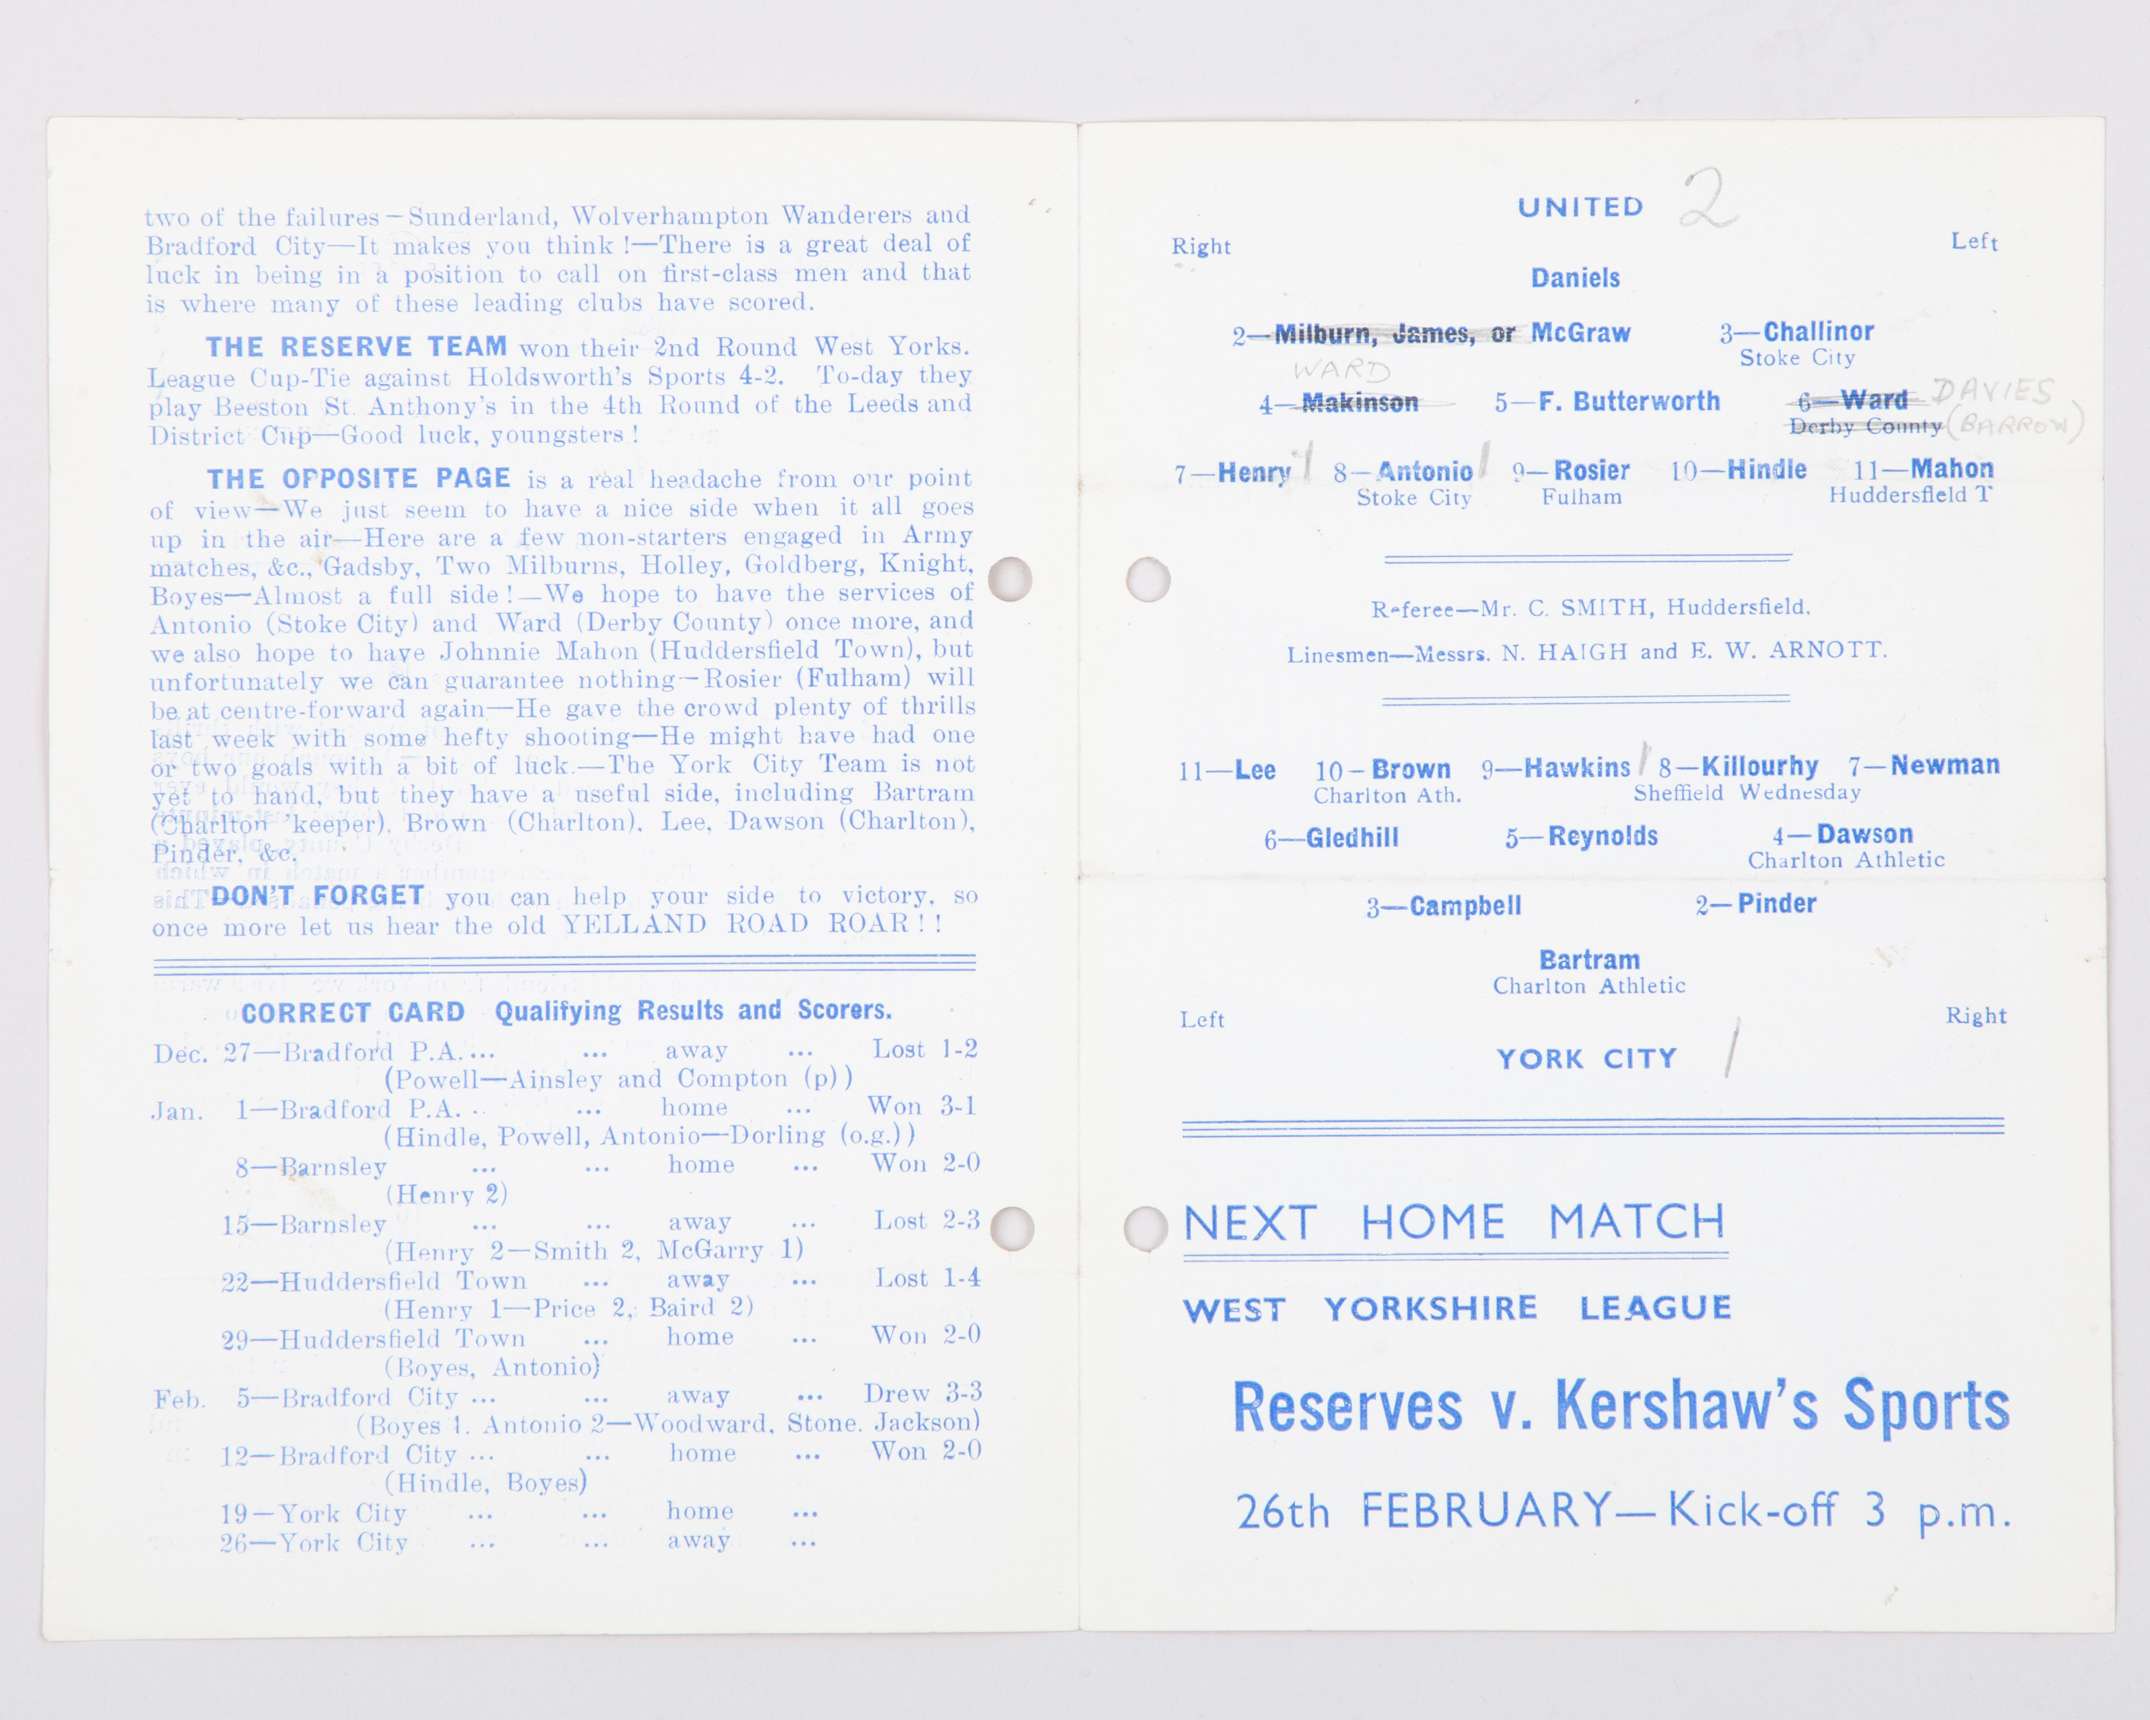 two of the failures—Sunderland, Wolverhampton Wanderers and
Bradford City—It makes you think !—There is a great deal of
luck in being in a position to call on first-class men and that
is where many of these leading clubs have scored.
THE RESERVE TEAM won their 2nd Round West Yorks.
League Cup-Tie against Holdsworth's Sports 4-2. To-day they
play Beeston St. Anthony's in the 4th Round of the Leeds and
District Cup—Good luck, youngsters !
THE OPPOSITE PAGE is a real headache from our point
of view—We just seem to have a nice side when it all goes
up in the air—Here are a few non-starters engaged in Army
matches, &c., Gadsby, Two Milburns, Holley, Goldberg, Knight,
Boyes—Almost a full side !—We hope to have the services of
Antonio (Stoke City) and Ward (Derby County) once more, and
we also hope to have Johnnie Mahon (Huddersfield Town), but
unfortunately we can guarantee nothing—Rosier (Fulham) will
be at centre-forward again—He gave the crowd plenty of thrills
last week with some hefty shooting—He might have had one
or two goals with a bit of luck.—The York City Team is not
yet to hand, but they have a useful side, including Bartram
(Charlton 'keeper), Brown (Charlton), Lee, Dawson (Charlton),
Pinder, &c.
DON'T FORGET you can help your side to victory, so
once more let us hear the old YELLAND ROAD ROAR ! !
CORRECT CARD Qualifying Results and Scorers.
Dec. 27—Bradford P.A. ... ... away ... Lost 1-2
(Powell—Ainsley and Compton (p) )
Jan. 1—Bradford P.A. .. ... home ... Won 3-1
(Hindle, Powell, Antonio—Dorling (o.g.) )
8—Barnsley ... ... home ... Won 2-0
(Henry 2)
15—Barnsley ... ... away ... Lost 2-3
(Henry 2—Smith 2, McGarry 1)
22—Huddersfield Town ... away ... Lost 1-4
(Henry 1—Price 2, Baird 2)
29—Huddersfield Town ... home ... Won 2-0
(Boyes, Antonio)
Feb. 5—Bradford City ... ... away ... Drew 3-3
(Boyes 1. Antonio 2—Woodward, Stone. Jackson)
12—Bradford City ... ... home ... Won 2-0
(Hindle, Boyes)
19—York City ... ... home ...
26—York City ... ... away ...
UNITED 2
Right Left
Daniels
2—Milburn, James, or McGraw 3—Challinor
Stoke City
WARD
4—Makinson 5—F. Butterworth 6—Ward DAVIES
Derby County (BARROW)
7—Henry / 8—Antonio / 9—Rosier 10—Hindle 11—Mahon
Stoke City Fulham Huddersfield T
Referee—Mr. C. SMITH, Huddersfield.
Linesmen—Messrs. N. HAIGH and E. W. ARNOTT.
11—Lee 10—Brown 9—Hawkins / 8—Killourhy 7—Newman
Charlton Ath. Sheffield Wednesday
6—Gledhill 5—Reynolds 4—Dawson
Charlton Athletic
3—Campbell 2—Pinder
Bartram
Charlton Athletic
Left Right
YORK CITY 1
NEXT HOME MATCH
WEST YORKSHIRE LEAGUE
Reserves v. Kershaw's Sports
26th FEBRUARY—Kick-off 3 p.m.